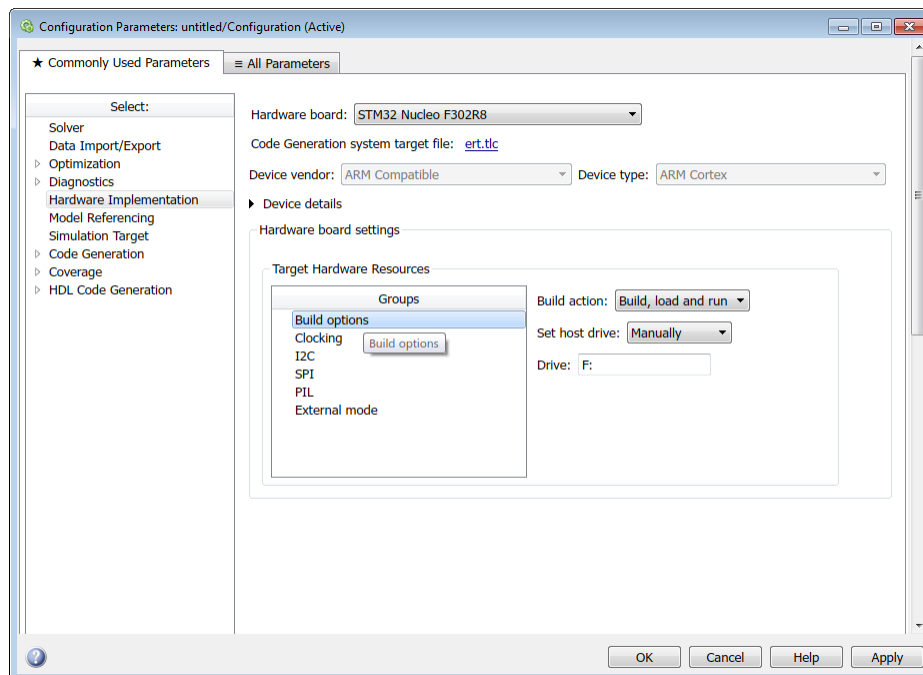 Configuration Parameters: untitled/Configuration (Active)
★ Commonly Used Parameters
≡ All Parameters
Select:
Solver
Data Import/Export
Optimization
Diagnostics
Hardware Implementation
Model Referencing
Simulation Target
Code Generation
Coverage
HDL Code Generation
Hardware board: STM32 Nucleo F302R8
Code Generation system target file: ert.tlc
Device vendor: ARM Compatible Device type: ARM Cortex
Device details
Hardware board settings
Target Hardware Resources
Groups
Build options
Clocking
Build options
I2C
SPI
PIL
External mode
Build action: Build, load and run
Set host drive: Manually
Drive: F:
OK Cancel Help Apply